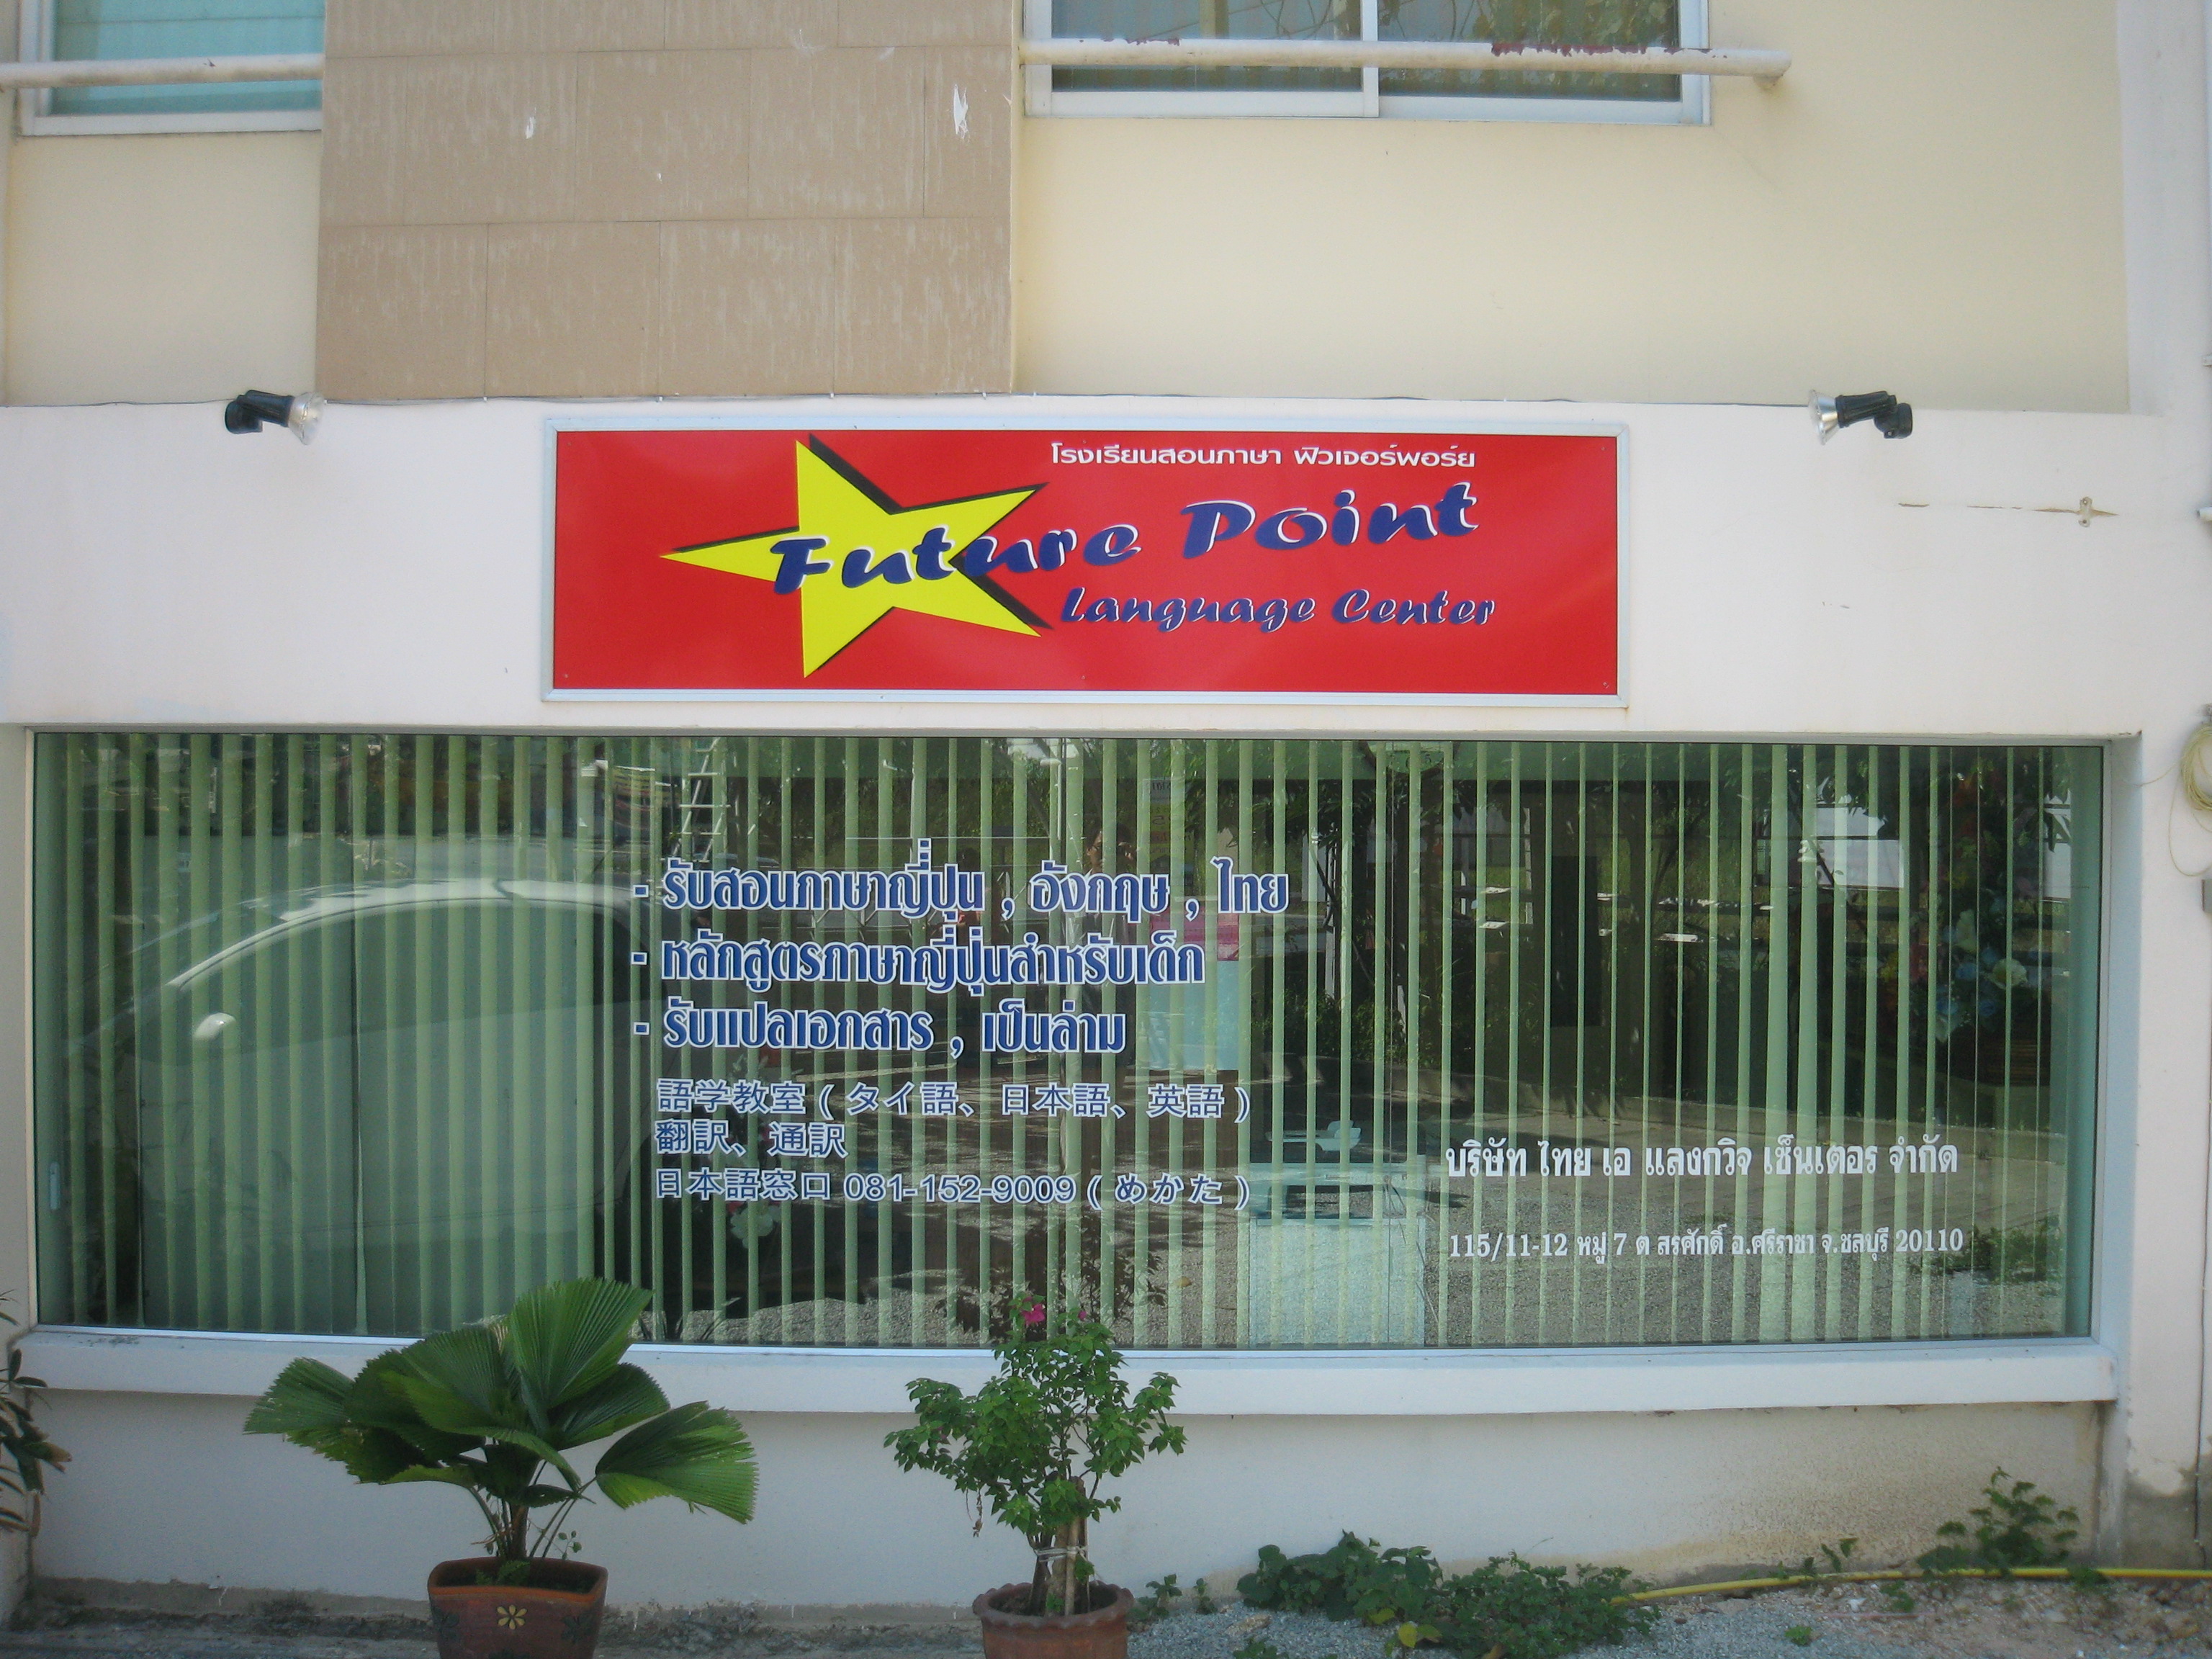 โรงเรียนสอนภาษา ฟิวเจอร์พอร์ย
Future Point
Language Center
- รับสอนภาษาญี่ปุ่น , อังกฤษ , ไทย
- หลักสูตรภาษาญี่ปุ่นสำหรับเด็ก
- รับแปลเอกสาร , เป็นล่าม
語学教室 ( タイ語、日本語、英語 )
翻訳、通訳
日本語窓口 081-152-9009 ( めかた )
บริษัท ไทย เอ แลงกวิจ เซ็นเตอร จำกัด
115/11-12 หมู่ 7 ต สรศักดิ์ อ.ศรีราชา จ.ชลบุรี 20110